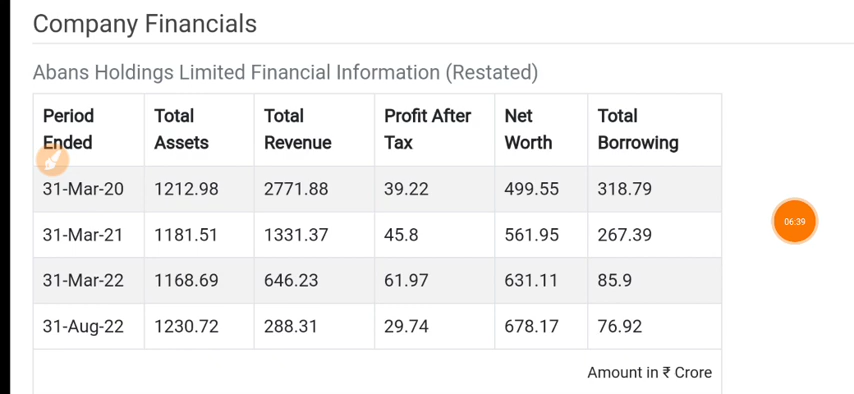 Company Financials
Abans Holdings Limited Financial Information (Restated)
Period Ended Total Assets Total Revenue Profit After Tax Net Worth Total Borrowing
31-Mar-20 1212.98 2771.88 39.22 499.55 318.79
31-Mar-21 1181.51 1331.37 45.8 561.95 267.39
31-Mar-22 1168.69 646.23 61.97 631.11 85.9
31-Aug-22 1230.72 288.31 29.74 678.17 76.92
Amount in ₹ Crore
06:39